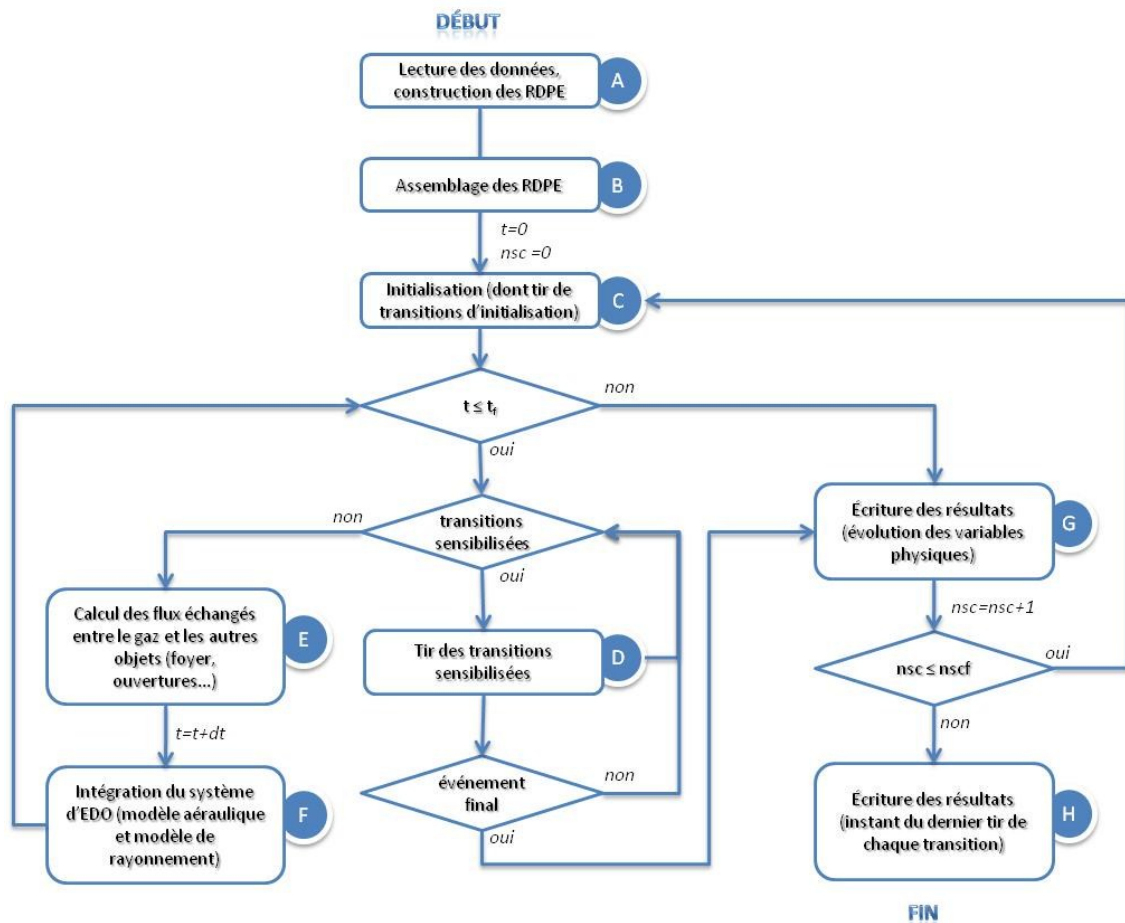 DÉBUT
Lecture des données,
construction des RDPE
A
Assemblage des RDPE
B
t=0
nsc =0
Initialisation (dont tir de
transitions d'initialisation)
C
t ≤ tf
non
oui
transitions
sensibilisées
non
oui
Calcul des flux échangés
entre le gaz et les autres
objets (foyer,
ouvertures...)
E
t=t+dt
Intégration du système
d'EDO (modèle aéraulique
et modèle de
rayonnement)
F
Tir des transitions
sensibilisées
D
événement
final
non
oui
Écriture des résultats
(évolution des variables
physiques)
G
nsc=nsc+1
nsc ≤ nscf
oui
non
Écriture des résultats
(instant du dernier tir de
chaque transition)
H
FIN